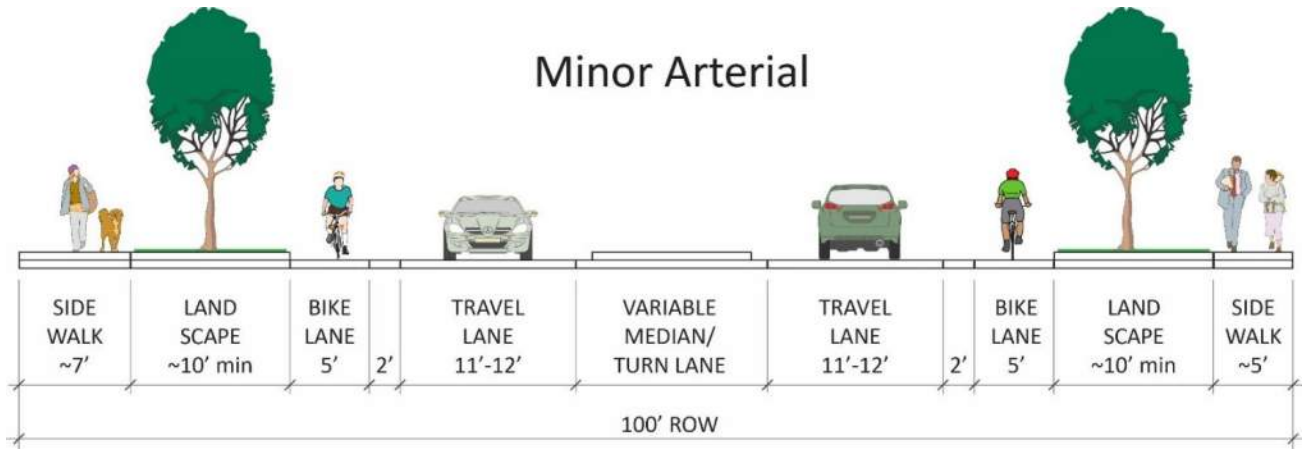 Minor Arterial
SIDE
WALK
~7'
LAND
SCAPE
~10' min
BIKE
LANE
5'
2'
TRAVEL
LANE
11'-12'
VARIABLE
MEDIAN/
TURN LANE
TRAVEL
LANE
11'-12'
2'
BIKE
LANE
5'
LAND
SCAPE
~10' min
SIDE
WALK
~5'
100' ROW